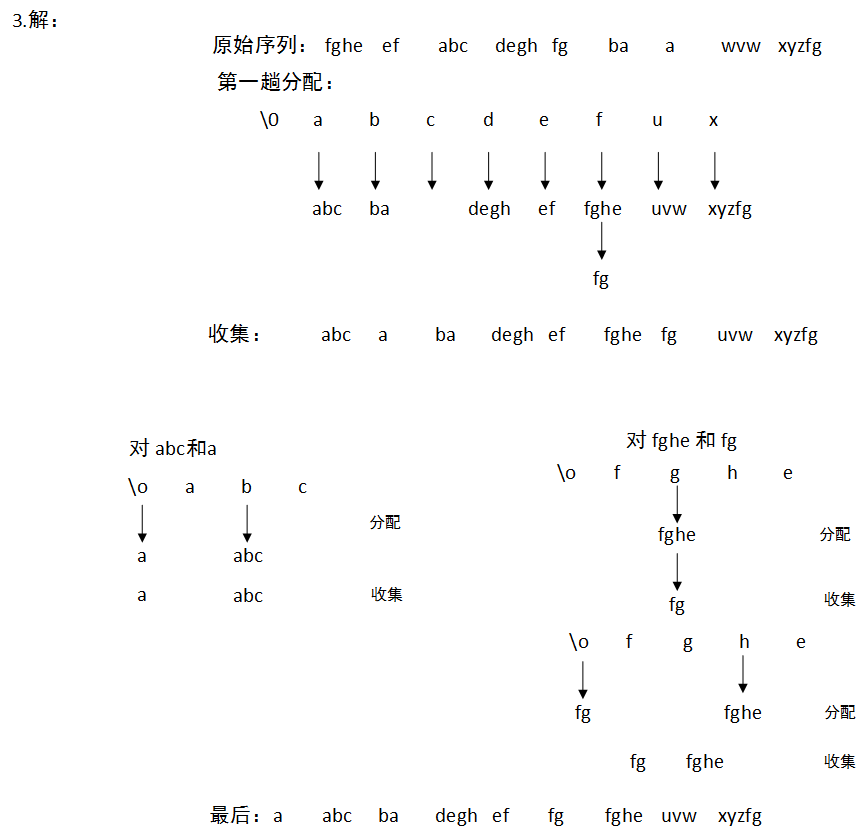 3.解：
原始序列： fghe ef abc degh fg ba a wvw xyzfg
第一趟分配：
\0 a b c d e f u x
abc ba degh ef fghe uvw xyzfg
fg
收集： abc a ba degh ef fghe fg uvw xyzfg
对 abc和a
\o a b c
分配
a abc
a abc 收集
对 fghe 和 fg
\o f g h e
fghe 分配
fg 收集
\o f g h e
fg fghe 分配
fg fghe 收集
最后：a abc ba degh ef fg fghe uvw xyzfg